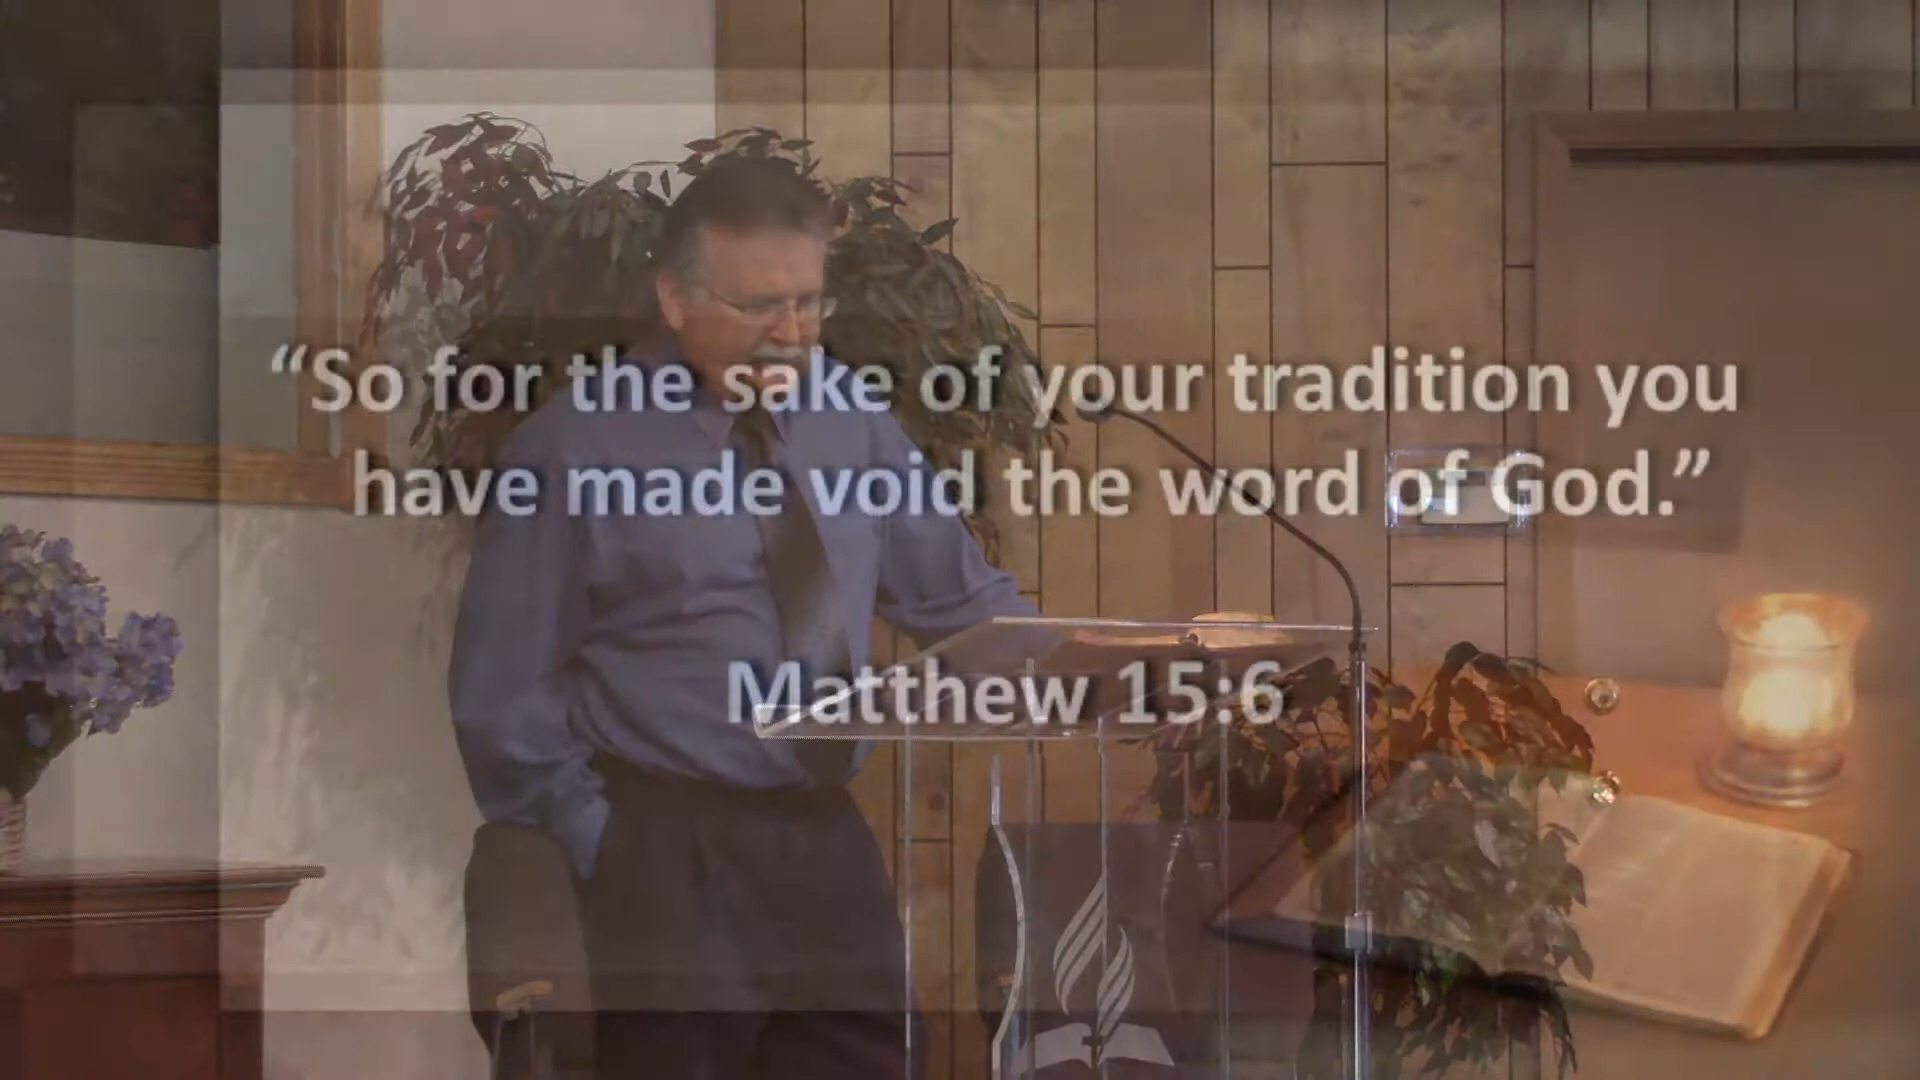 “So for the sake of your tradition you
have made void the word of God.”
Matthew 15:6